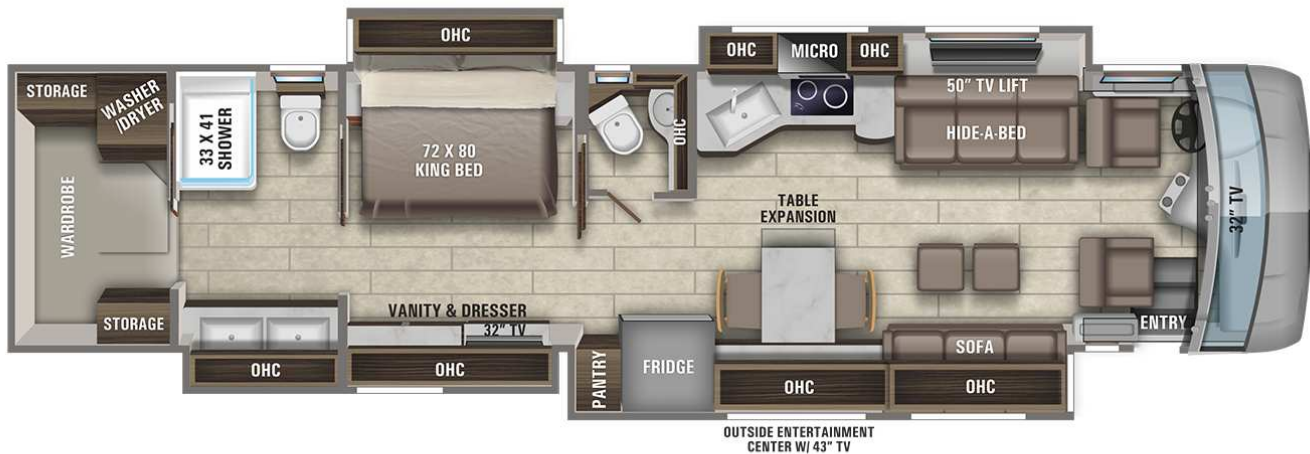 OHC
OHC
MICRO
OHC
STORAGE
WASHER
/DRYER
33 X 41
SHOWER
72 X 80
KING BED
OHC
50" TV LIFT
HIDE-A-BED
WARDROBE
TABLE
EXPANSION
32" TV
STORAGE
VANITY & DRESSER
32" TV
ENTRY
OHC
OHC
PANTRY
FRIDGE
SOFA
OHC
OHC
OUTSIDE ENTERTAINMENT
CENTER W/ 43" TV